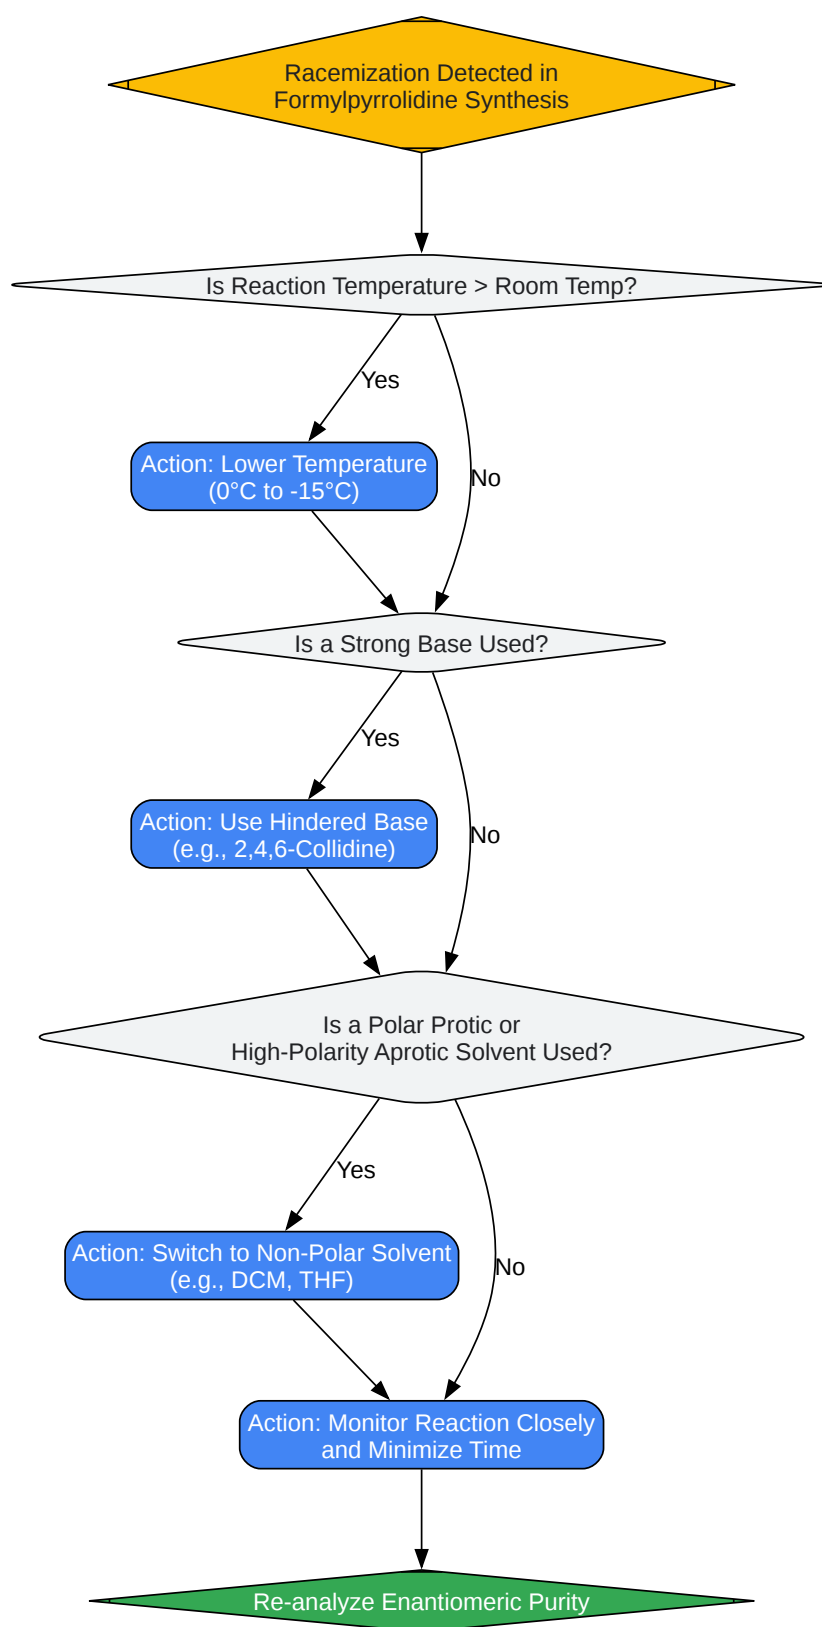 Racemization Detected in
Formylpyrrolidine Synthesis
Is Reaction Temperature > Room Temp?
Yes
Action: Lower Temperature
(0°C to -15°C)
No
Is a Strong Base Used?
Yes
Action: Use Hindered Base
(e.g., 2,4,6-Collidine)
No
Is a Polar Protic or
High-Polarity Aprotic Solvent Used?
Yes
Action: Switch to Non-Polar Solvent
(e.g., DCM, THF)
No
Action: Monitor Reaction Closely
and Minimize Time
Re-analyze Enantiomeric Purity